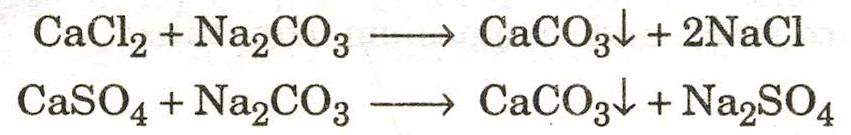 CaCl₂ + Na₂CO₃ ⟶ CaCO₃↓ + 2NaCl
CaSO₄ + Na₂CO₃ ⟶ CaCO₃↓ + Na₂SO₄